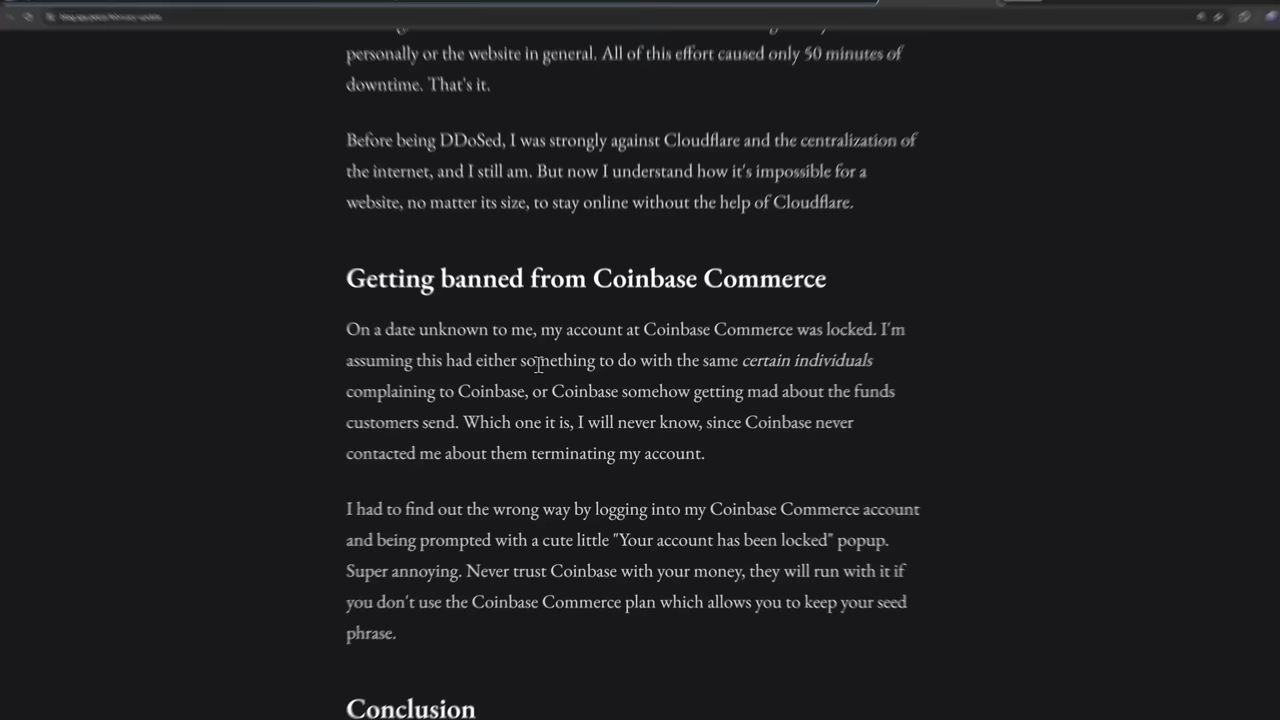 personally or the website in general. All of this effort caused only 50 minutes of
downtime. That's it.
Before being DDoSed, I was strongly against Cloudflare and the centralization of
the internet, and I still am. But now I understand how it's impossible for a
website, no matter its size, to stay online without the help of Cloudflare.
Getting banned from Coinbase Commerce
On a date unknown to me, my account at Coinbase Commerce was locked. I'm
assuming this had either something to do with the same certain individuals
complaining to Coinbase, or Coinbase somehow getting mad about the funds
customers send. Which one it is, I will never know, since Coinbase never
contacted me about them terminating my account.
I had to find out the wrong way by logging into my Coinbase Commerce account
and being prompted with a cute little "Your account has been locked" popup.
Super annoying. Never trust Coinbase with your money, they will run with it if
you don't use the Coinbase Commerce plan which allows you to keep your seed
phrase.
Conclusion